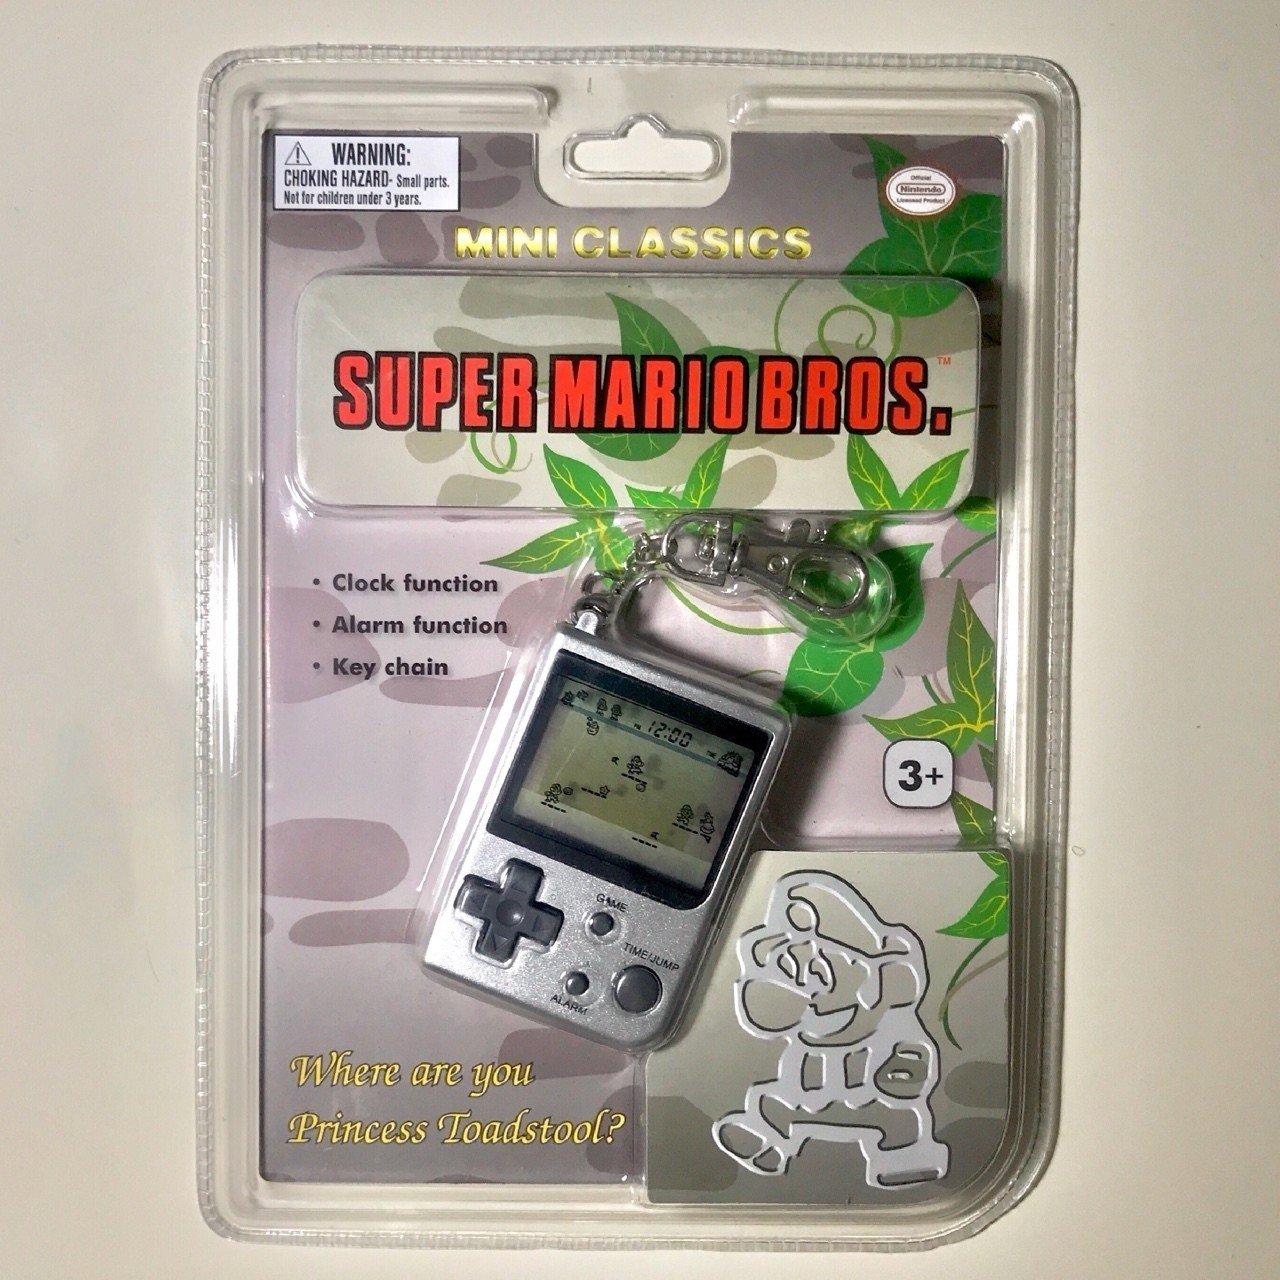 WARNING:
CHOKING HAZARD- Small parts.
Not for children under 3 years.
Official
Nintendo
Licensed Product
MINI CLASSICS
SUPER MARIO BROS.™
• Clock function
• Alarm function
• Key chain
12:00
3+
GAME
TIME/JUMP
ALARM
Where are you
Princess Toadstool?